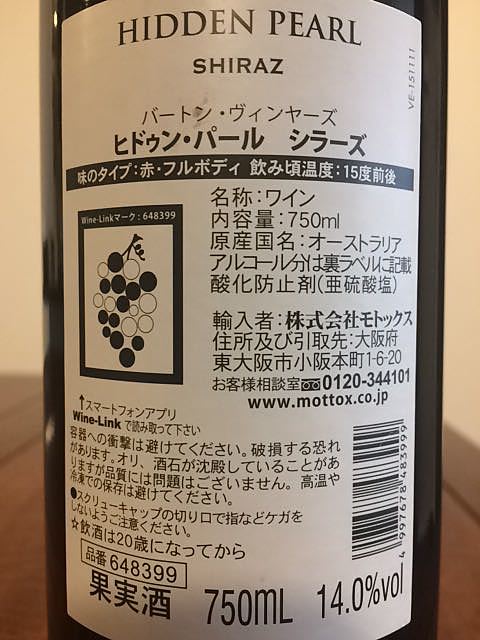 HIDDEN PEARL
SHIRAZ
VE-151111
バートン・ヴィンヤーズ
ヒドゥン・パール シラーズ
味のタイプ:赤・フルボディ 飲み頃温度:15度前後
Wine-Linkマーク:648399
名称:ワイン
内容量:750ml
原産国名:オーストラリア
アルコール分は裏ラベルに記載
酸化防止剤(亜硫酸塩)
輸入者:株式会社モトックス
住所及び引取先:大阪府
東大阪市小阪本町1-6-20
お客様相談室 0120-344101
www.mottox.co.jp
↑スマートフォンアプリ
Wine-Link で読み取って下さい
容器への衝撃は避けてください。破損する恐れ
があります。オリ、酒石が沈殿していることがあ
りますが品質には問題はございません。高温や
冷凍での保存は避けてください。
●スクリューキャップの切り口で指などケガを
しないようご注意ください。
☆飲酒は20歳になってから
品番 648399
4997678483999
果実酒 750mL 14.0%vol